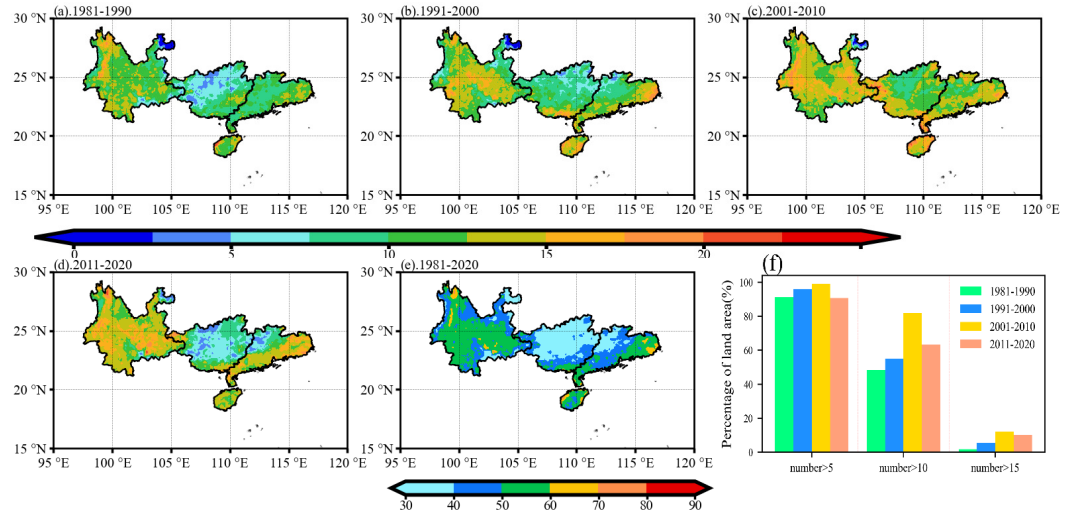 (a).1981-1990
(b).1991-2000
(c).2001-2010
30 °N
25 °N
20 °N
15 °N
95 °E 100 °E 105 °E 110 °E 115 °E 120 °E
30 °N
25 °N
20 °N
15 °N
95 °E 100 °E 105 °E 110 °E 115 °E 120 °E
30 °N
25 °N
20 °N
15 °N
95 °E 100 °E 105 °E 110 °E 115 °E 120 °E
0 5 10 15 20
(d).2011-2020
(e).1981-2020
(f)
30 °N
25 °N
20 °N
15 °N
95 °E 100 °E 105 °E 110 °E 115 °E 120 °E
30 °N
25 °N
20 °N
15 °N
95 °E 100 °E 105 °E 110 °E 115 °E 120 °E
30 40 50 60 70 80 90
Percentage of land area(%)
100
80
60
40
20
0
1981-1990
1991-2000
2001-2010
2011-2020
number>5 number>10 number>15